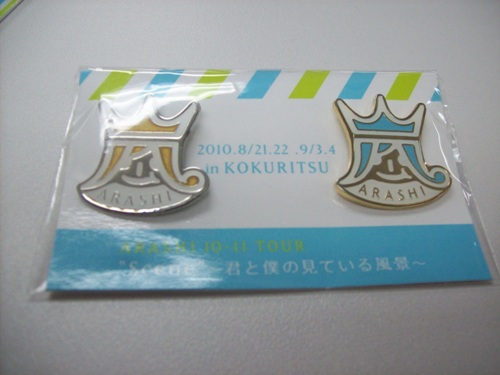 2010.8/21.22 .9/3.4
in KOKURITSU
嵐
ARASHI
嵐
ARASHI
ARASHI 10-11 TOUR
"Scene"~君と僕の見ている風景~